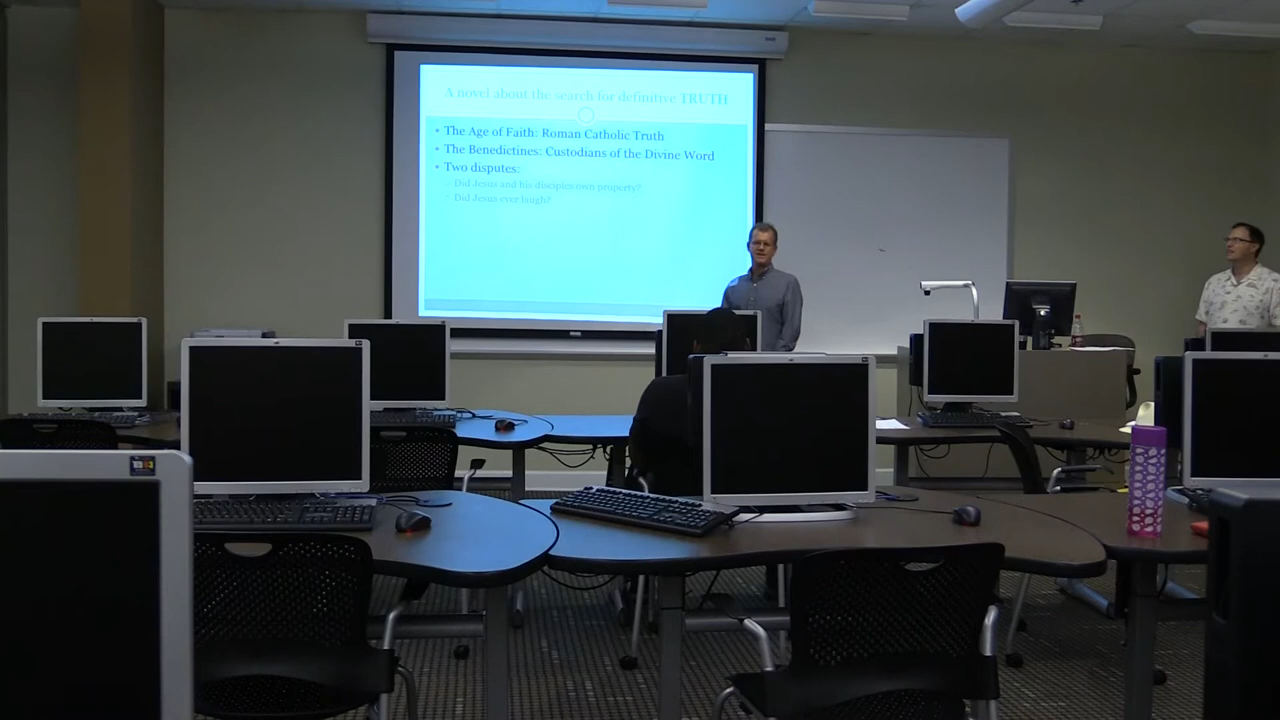 A novel about the search for definitive TRUTH
• The Age of Faith: Roman Catholic Truth
• The Benedictines: Custodians of the Divine Word
• Two disputes:
Did Jesus and his disciples own property?
Did Jesus ever laugh?